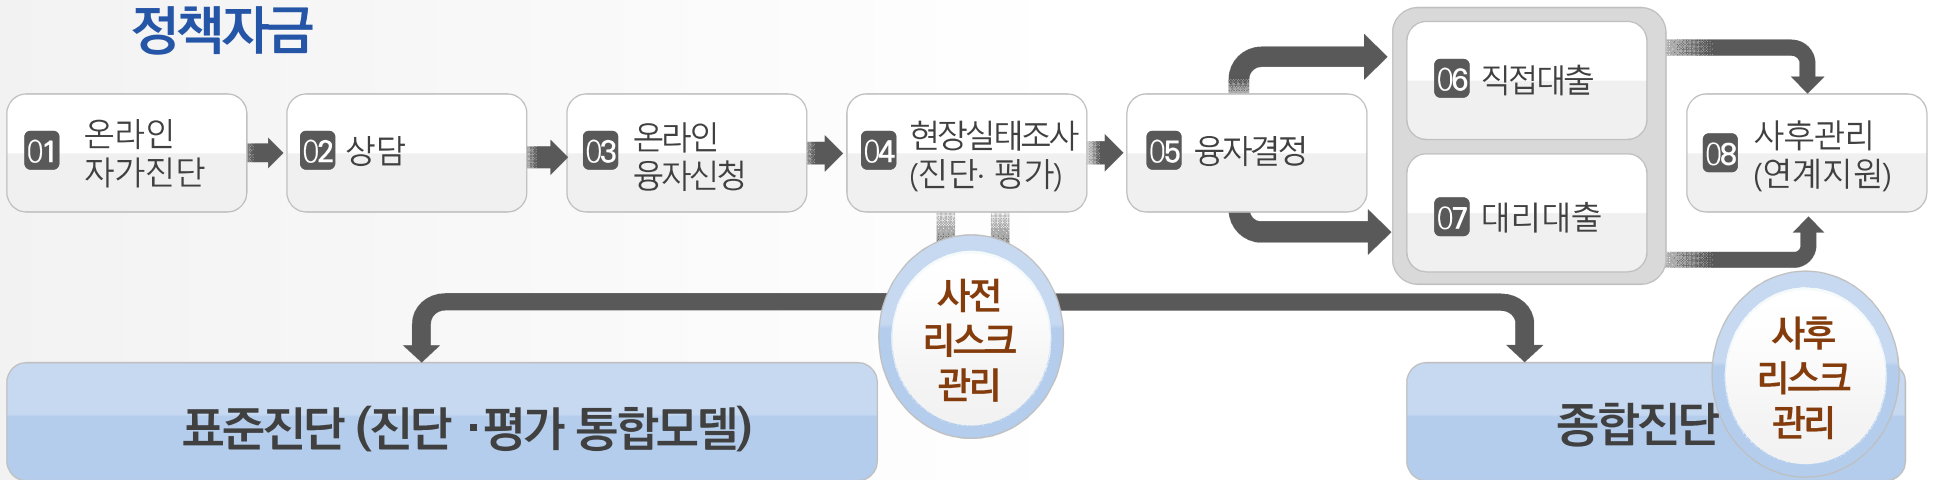 정책자금
01 온라인
자가진단
02 상담
03 온라인
융자신청
04 현장실태조사
(진단· 평가)
05 융자결정
06 직접대출
07 대리대출
08 사후관리
(연계지원)
사전
리스크
관리
표준진단 (진단 ·평가 통합모델)
종합진단
사후
리스크
관리